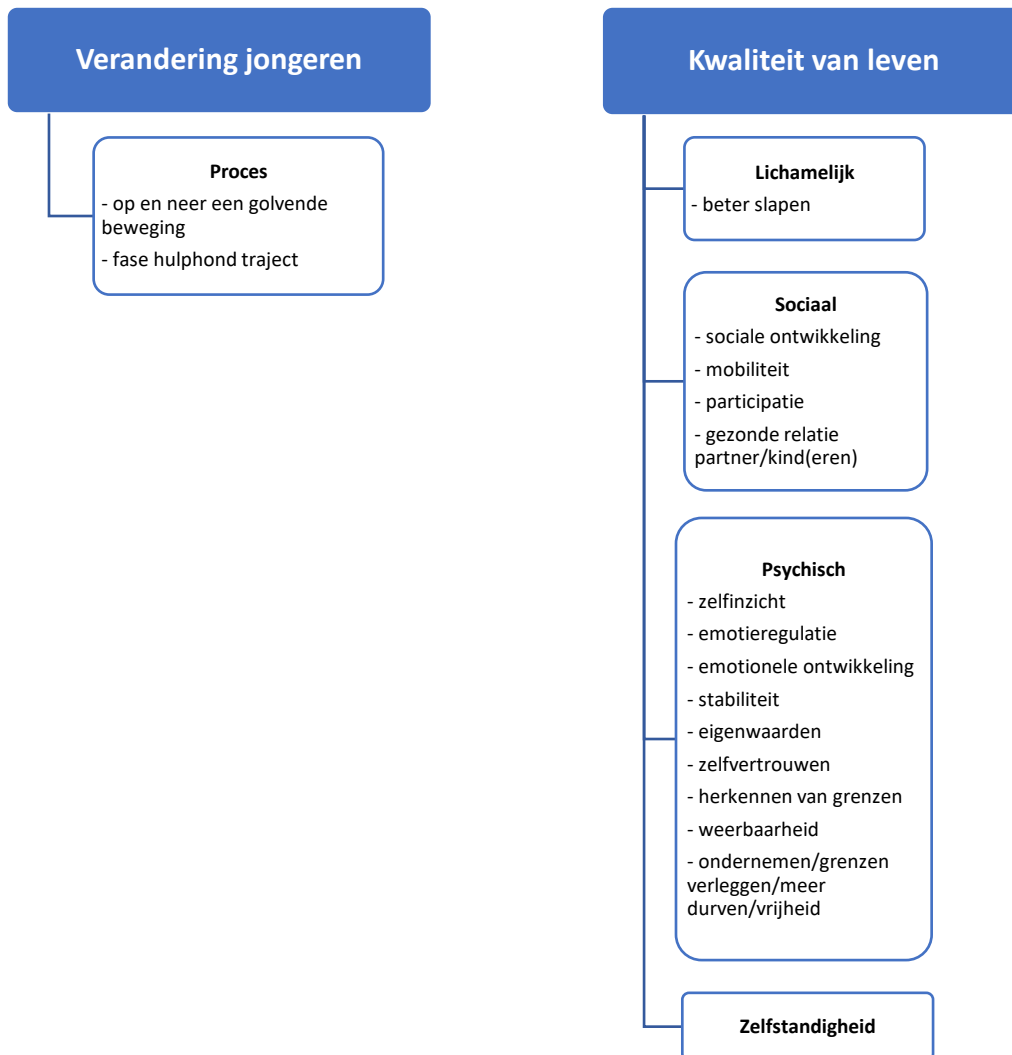 Verandering jongeren
Proces
- op en neer een golvende
beweging
- fase hulphond traject
Kwaliteit van leven
Lichamelijk
- beter slapen
Sociaal
- sociale ontwikkeling
- mobiliteit
- participatie
- gezonde relatie
partner/kind(eren)
Psychisch
- zelfinzicht
- emotieregulatie
- emotionele ontwikkeling
- stabiliteit
- eigenwaarden
- zelfvertrouwen
- herkennen van grenzen
- weerbaarheid
- ondernemen/grenzen
verleggen/meer
durven/vrijheid
Zelfstandigheid